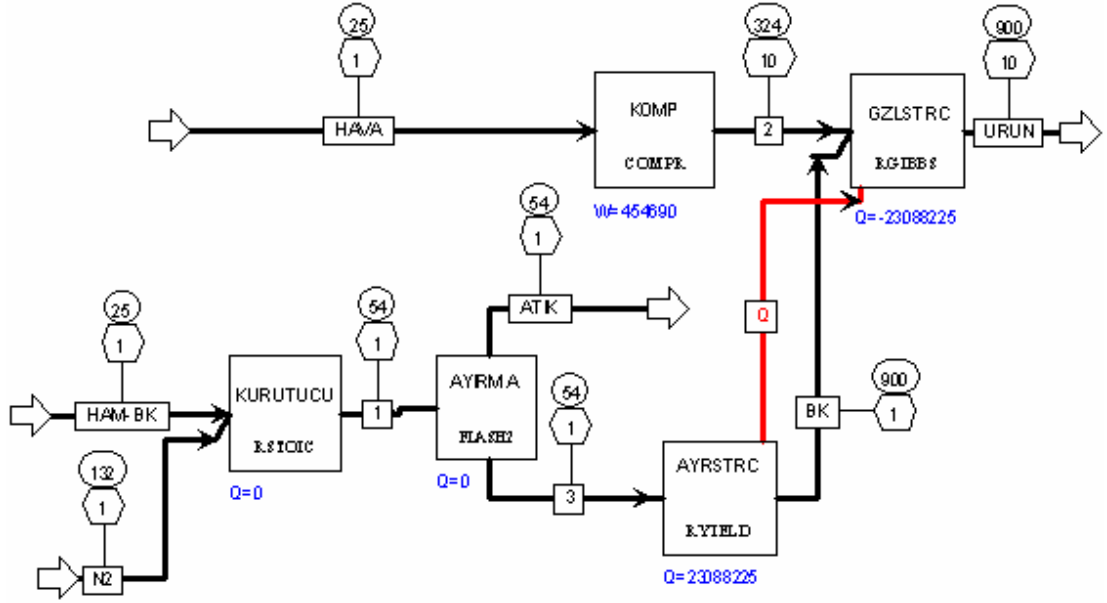 25
1
HAVA
KOMP
COMPR
W=454690
324
10
2
GZLSTRC
RGIBBS
Q=-23088225
900
10
URUN
54
1
ATIK
25
1
HAM-BK
132
1
N2
KURUTUCU
RSTOIC
Q=0
54
1
1
AYIRMA
FLASH2
Q=0
54
1
3
AYRSTRC
RYIELD
Q=23088225
Q
BK
900
1